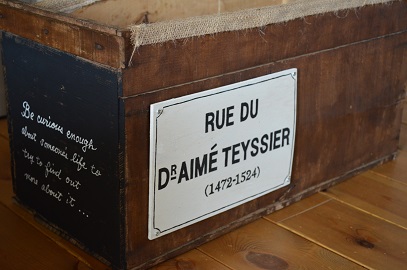 Be curious enough
about someone's life to
try to find out
more about it ...
RUE DU
DR AIMÉ TEYSSIER
(1472-1524)